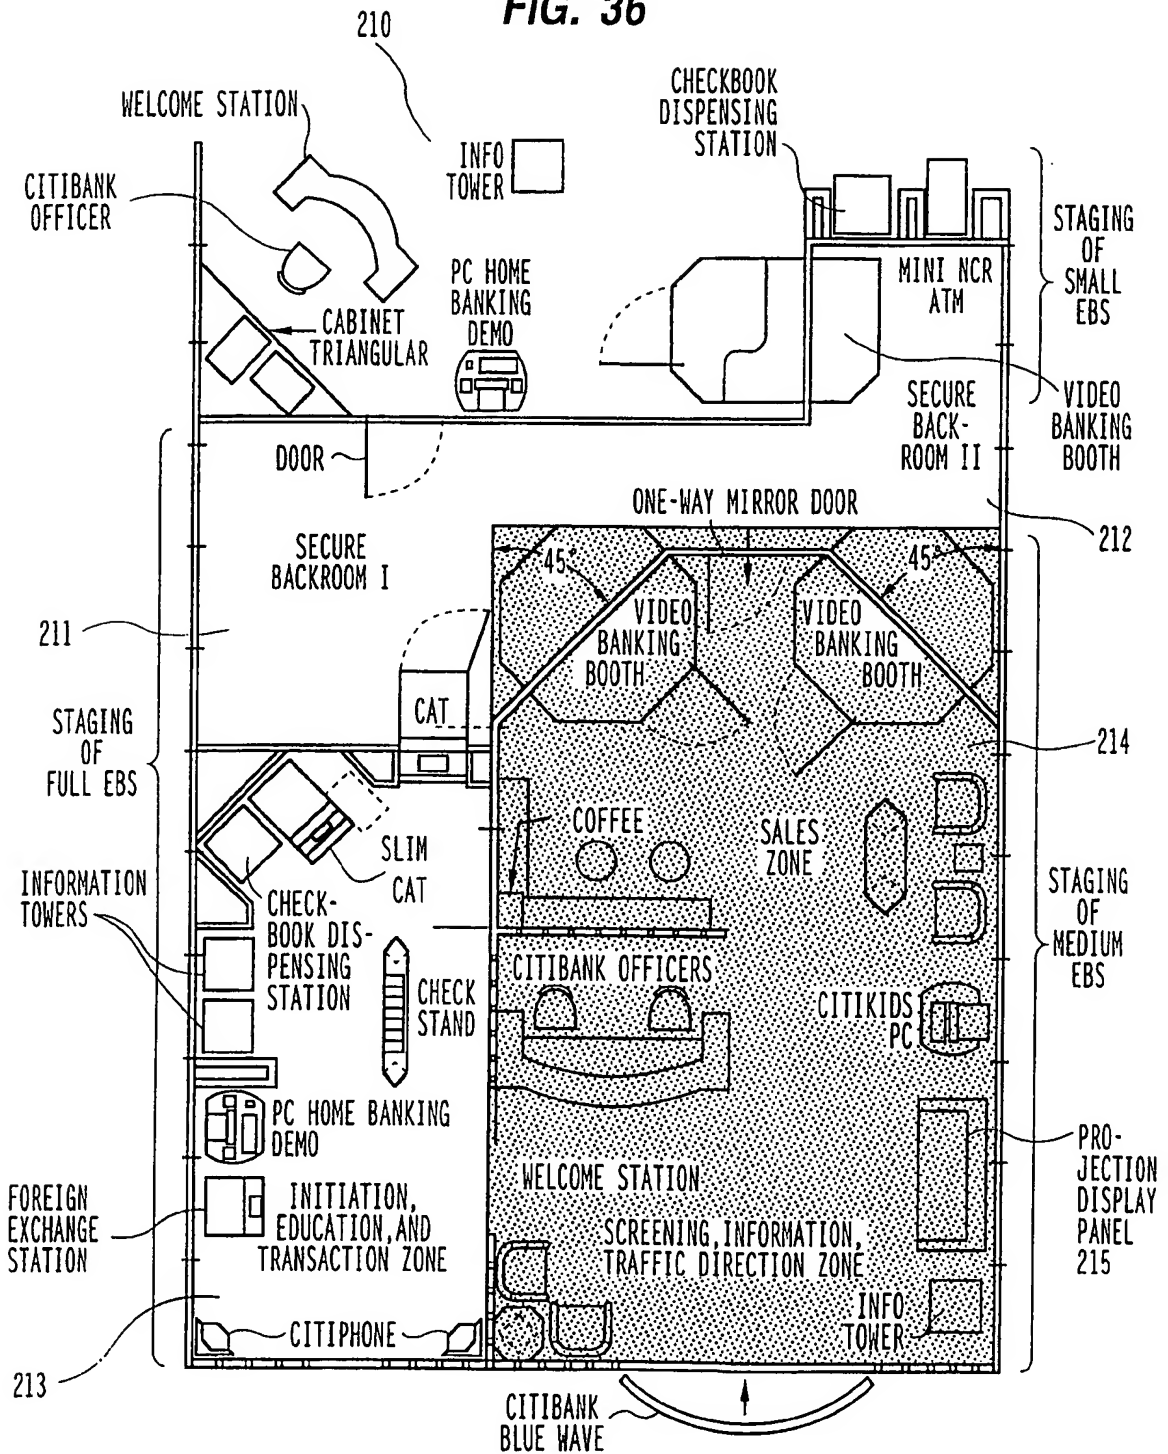 FIG. 36
210
WELCOME STATION
CITIBANK
OFFICER
INFO
TOWER
CHECKBOOK
DISPENSING
STATION
STAGING
OF
SMALL
EBS
MINI NCR
ATM
PC HOME
BANKING
DEMO
CABINET
TRIANGULAR
SECURE
BACK-
ROOM II
VIDEO
BANKING
BOOTH
DOOR
ONE-WAY MIRROR DOOR
212
SECURE
BACKROOM I
45°
45°
VIDEO
BANKING
BOOTH
VIDEO
BANKING
BOOTH
211
CAT
STAGING
OF
FULL EBS
214
COFFEE
SALES
ZONE
SLIM
CAT
INFORMATION
TOWERS
CHECK-
BOOK DIS-
PENSING
STATION
STAGING
OF
MEDIUM
EBS
CITIBANK OFFICERS
CHECK
STAND
CITIKIDS
PC
PC HOME BANKING
DEMO
PRO-
JECTION
DISPLAY
PANEL
215
WELCOME STATION
FOREIGN
EXCHANGE
STATION
INITIATION,
EDUCATION, AND
TRANSACTION ZONE
SCREENING, INFORMATION,
TRAFFIC DIRECTION ZONE
INFO
TOWER
CITIPHONE
213
CITIBANK
BLUE WAVE